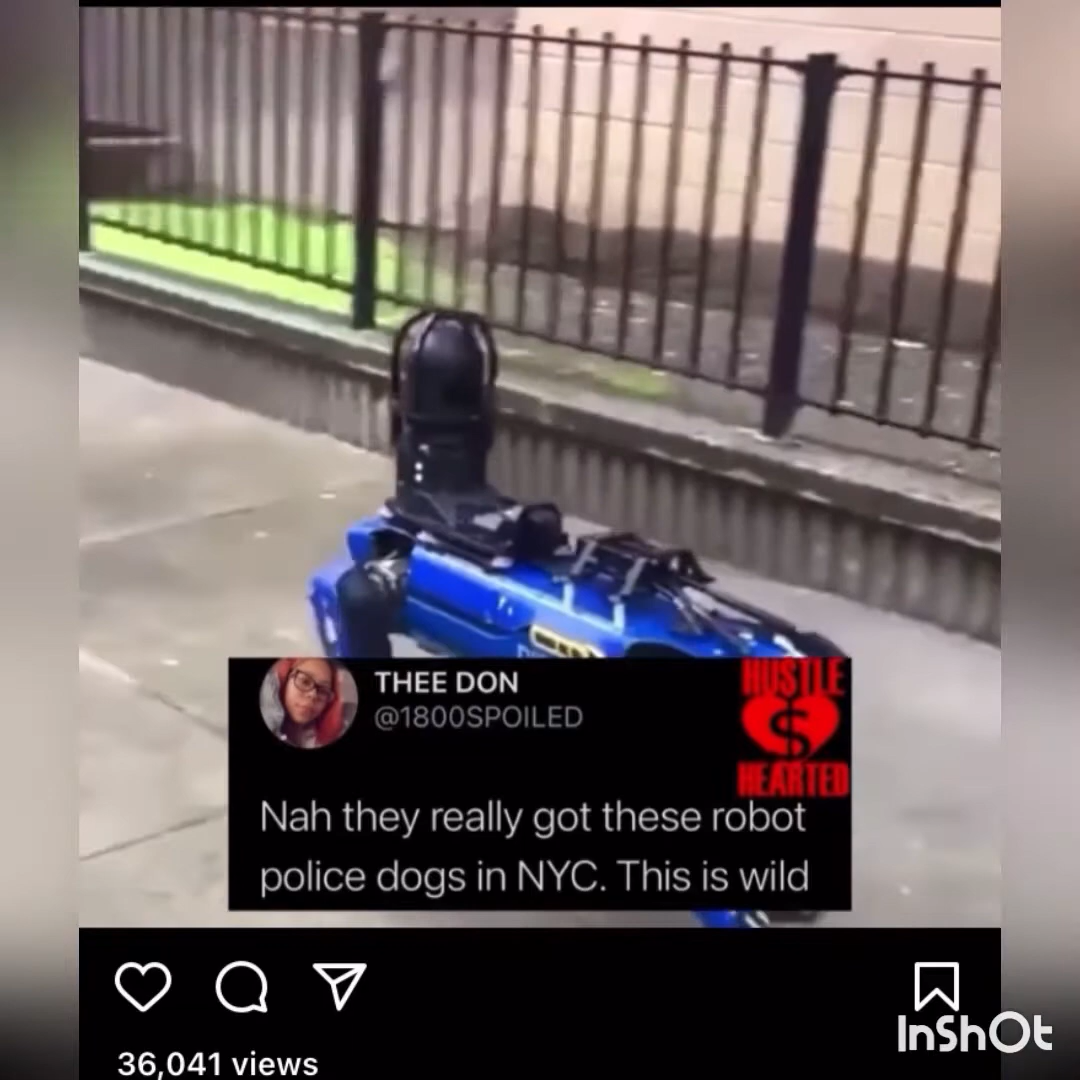 THEE DON
@1800SPOILED
HUSTLE
$
HEARTED
Nah they really got these robot
police dogs in NYC. This is wild
36,041 views
InShOt